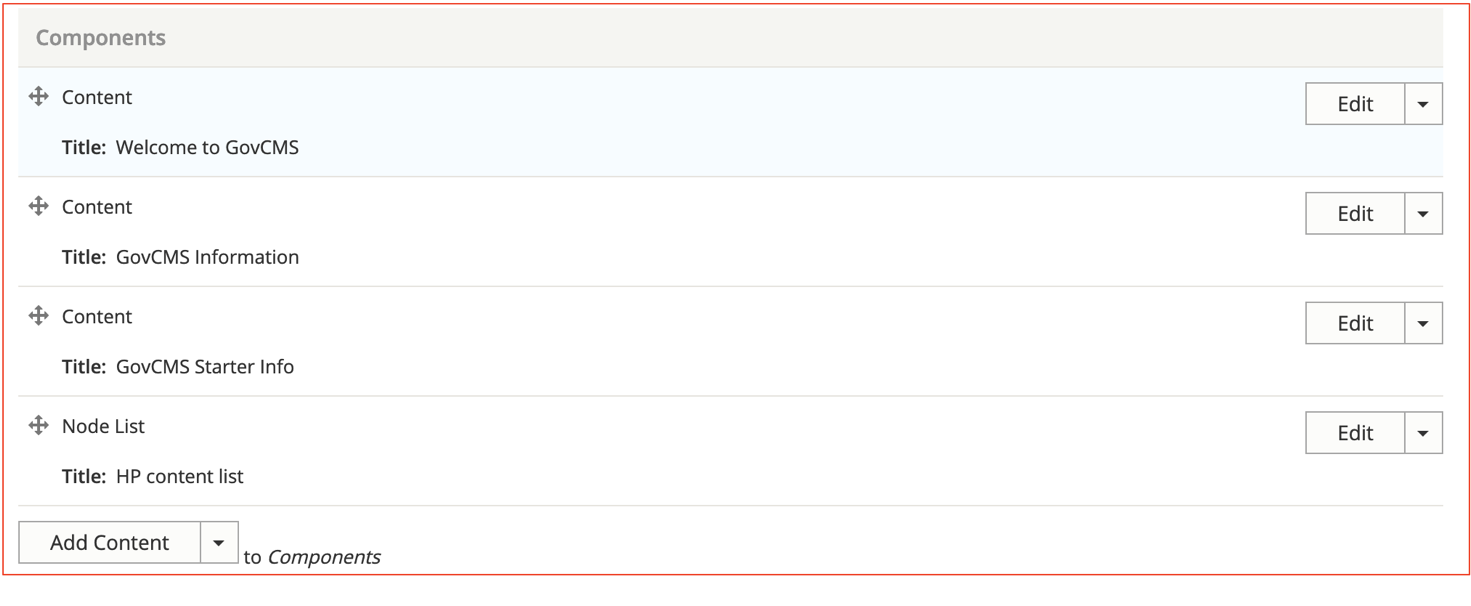 Components
Content
Edit
Title: Welcome to GovCMS
Content
Edit
Title: GovCMS Information
Content
Edit
Title: GovCMS Starter Info
Node List
Edit
Title: HP content list
Add Content to Components